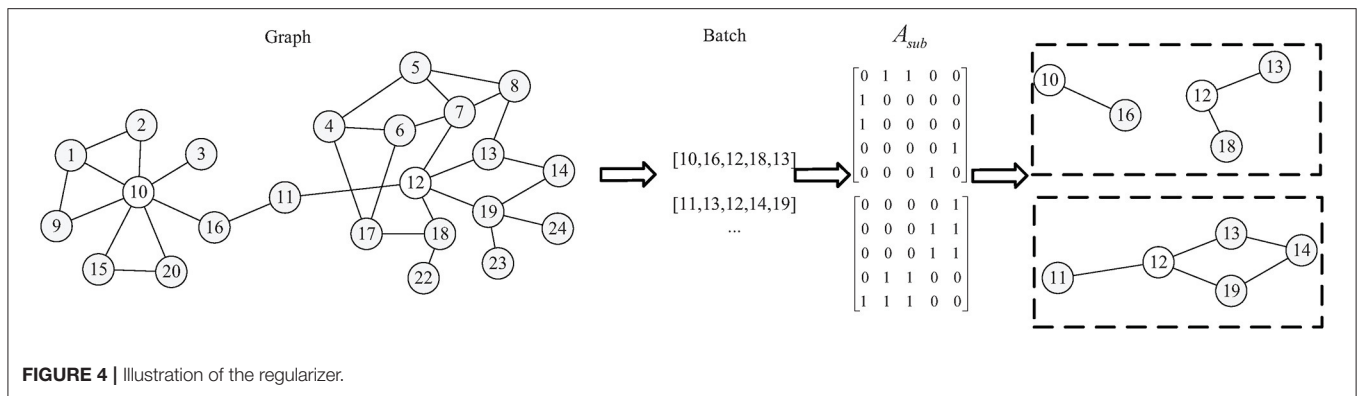 Graph
Batch
A_sub
5
8
7
4
6
2
1
3
13
14
10
12
11
19
9
16
17
18
24
15
20
22
23
[10,16,12,18,13]
[11,13,12,14,19]
...
0 1 1 0 0
1 0 0 0 0
1 0 0 0 0
0 0 0 0 1
0 0 0 1 0
0 0 0 0 1
0 0 0 1 1
0 0 0 1 1
0 1 1 0 0
1 1 1 0 0
10
16
13
12
18
13
14
12
11
19
FIGURE 4 | Illustration of the regularizer.